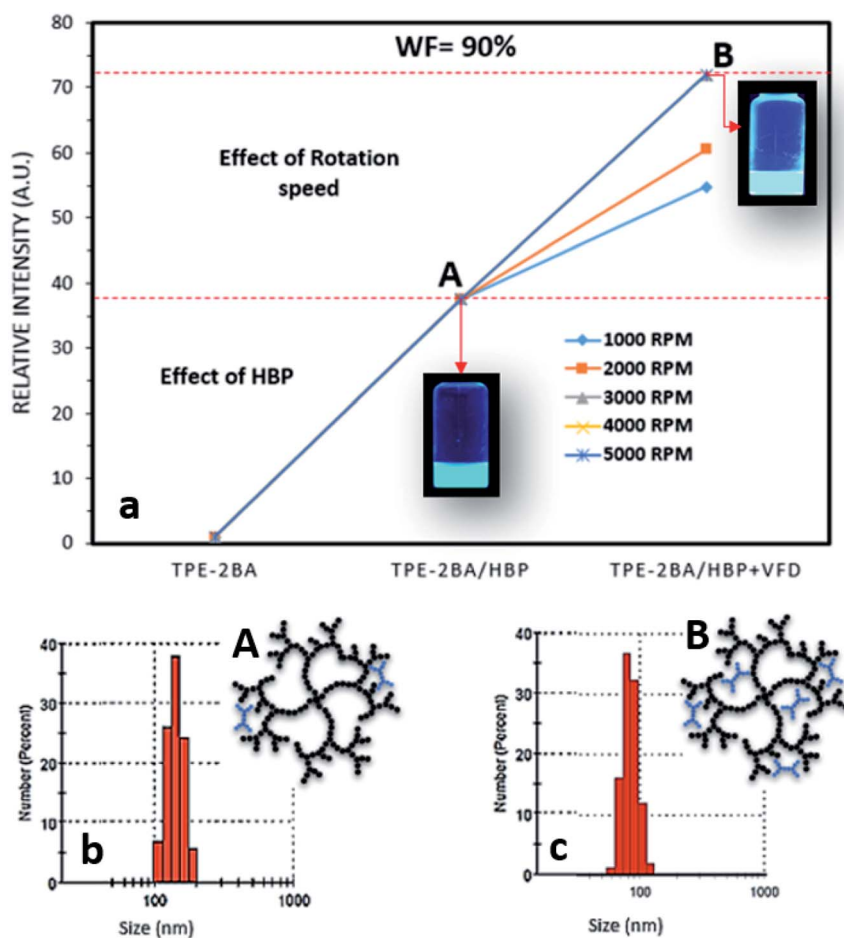 WF= 90%
80
70
60
50
40
30
20
10
0
RELATIVE INTENSITY (A.U.)
B
Effect of Rotation
speed
A
Effect of HBP
1000 RPM
2000 RPM
3000 RPM
4000 RPM
5000 RPM
a
TPE-2BA
TPE-2BA/HBP
TPE-2BA/HBP+VFD
A
40
30
20
10
Number (Percent)
b
100
1000
Size (nm)
B
40
30
20
10
Number (Percent)
c
100
1000
Size (nm)